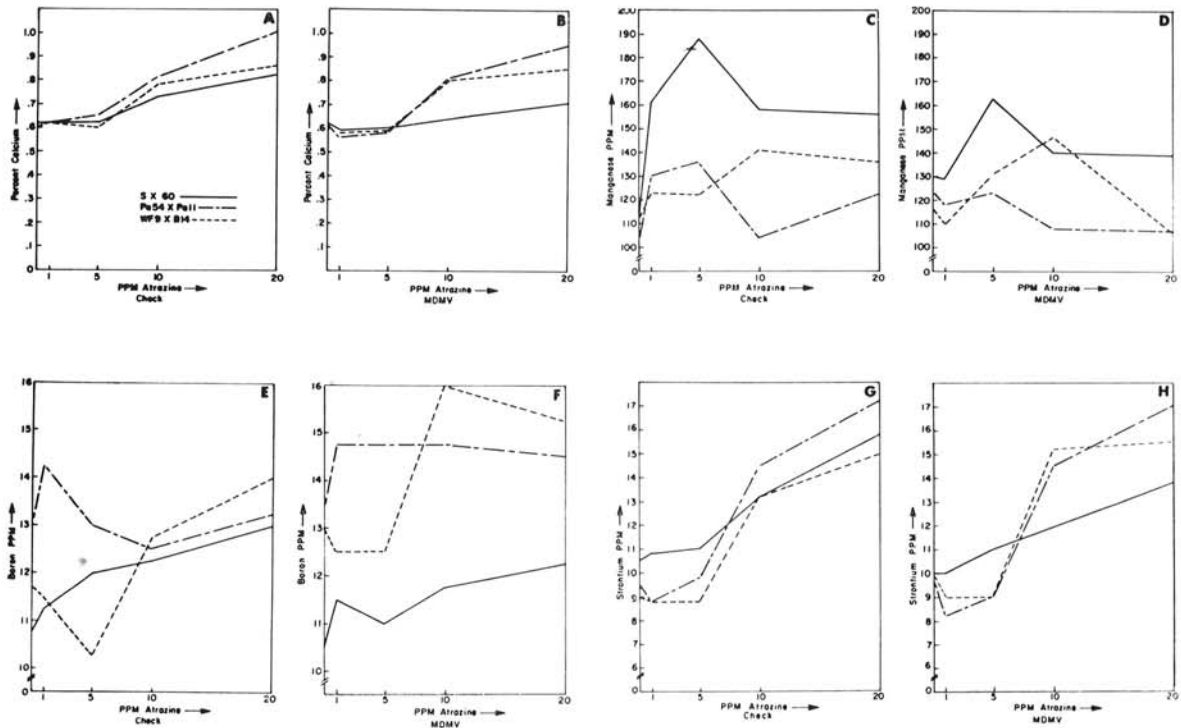 A
1.0
.9
.8
.7
.6
.5
.4
.3
.2
.1
0
Percent Calcium
S X 60
Pa54 X Pa11
WF9 X B14
1 5 10 20
PPM Atrazine
Check
B
1.0
.9
.8
.7
.6
.5
.4
.3
.2
.1
Percent Calcium
1 5 10 20
PPM Atrazine
MDMV
C
200
190
180
170
160
150
140
130
120
110
100
0
Manganese PPM
1 5 10 20
PPM Atrazine
Check
D
200
190
180
170
160
150
140
130
120
110
100
0
Manganese PPM
1 5 10 20
PPM Atrazine
MDMV
E
16
15
14
13
12
11
10
0
Boron PPM
1 5 10 20
PPM Atrazine
Check
F
16
15
14
13
12
11
10
Boron PPM
1 5 10 20
PPM Atrazine
MDMV
G
17
16
15
14
13
12
11
10
9
8
7
6
0
Strontium PPM
1 5 10 20
PPM Atrazine
Check
H
17
16
15
14
13
12
11
10
9
8
7
6
0
Strontium PPM
1 5 10 20
PPM Atrazine
MDMV